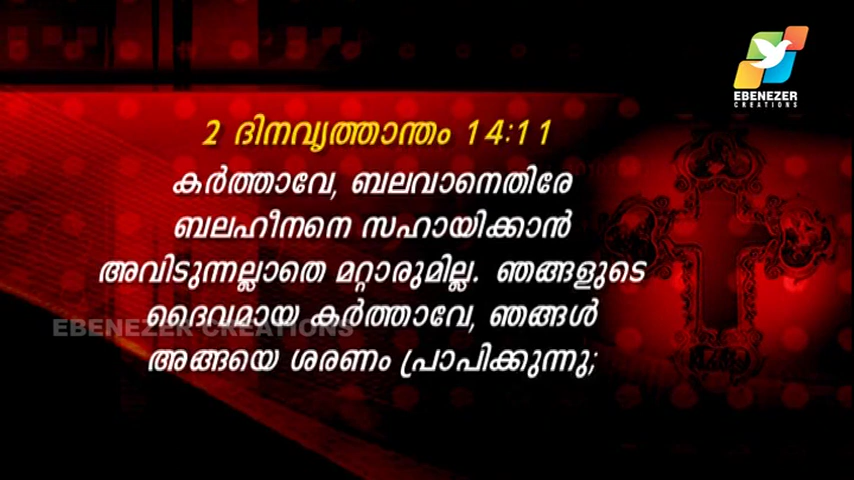 EBENEZER
CREATIONS
2 ദിനവൃത്താന്തം 14:11
കർത്താവേ, ബലവാനെതിരേ
ബലഹീനനെ സഹായിക്കാൻ
അവിടുന്നല്ലാതെ മറ്റാരുമില്ല. ഞങ്ങളുടെ
ദൈവമായ കർത്താവേ, ഞങ്ങൾ
EBENEZER CREATIONS
അങ്ങയെ ശരണം പ്രാപിക്കുന്നു;